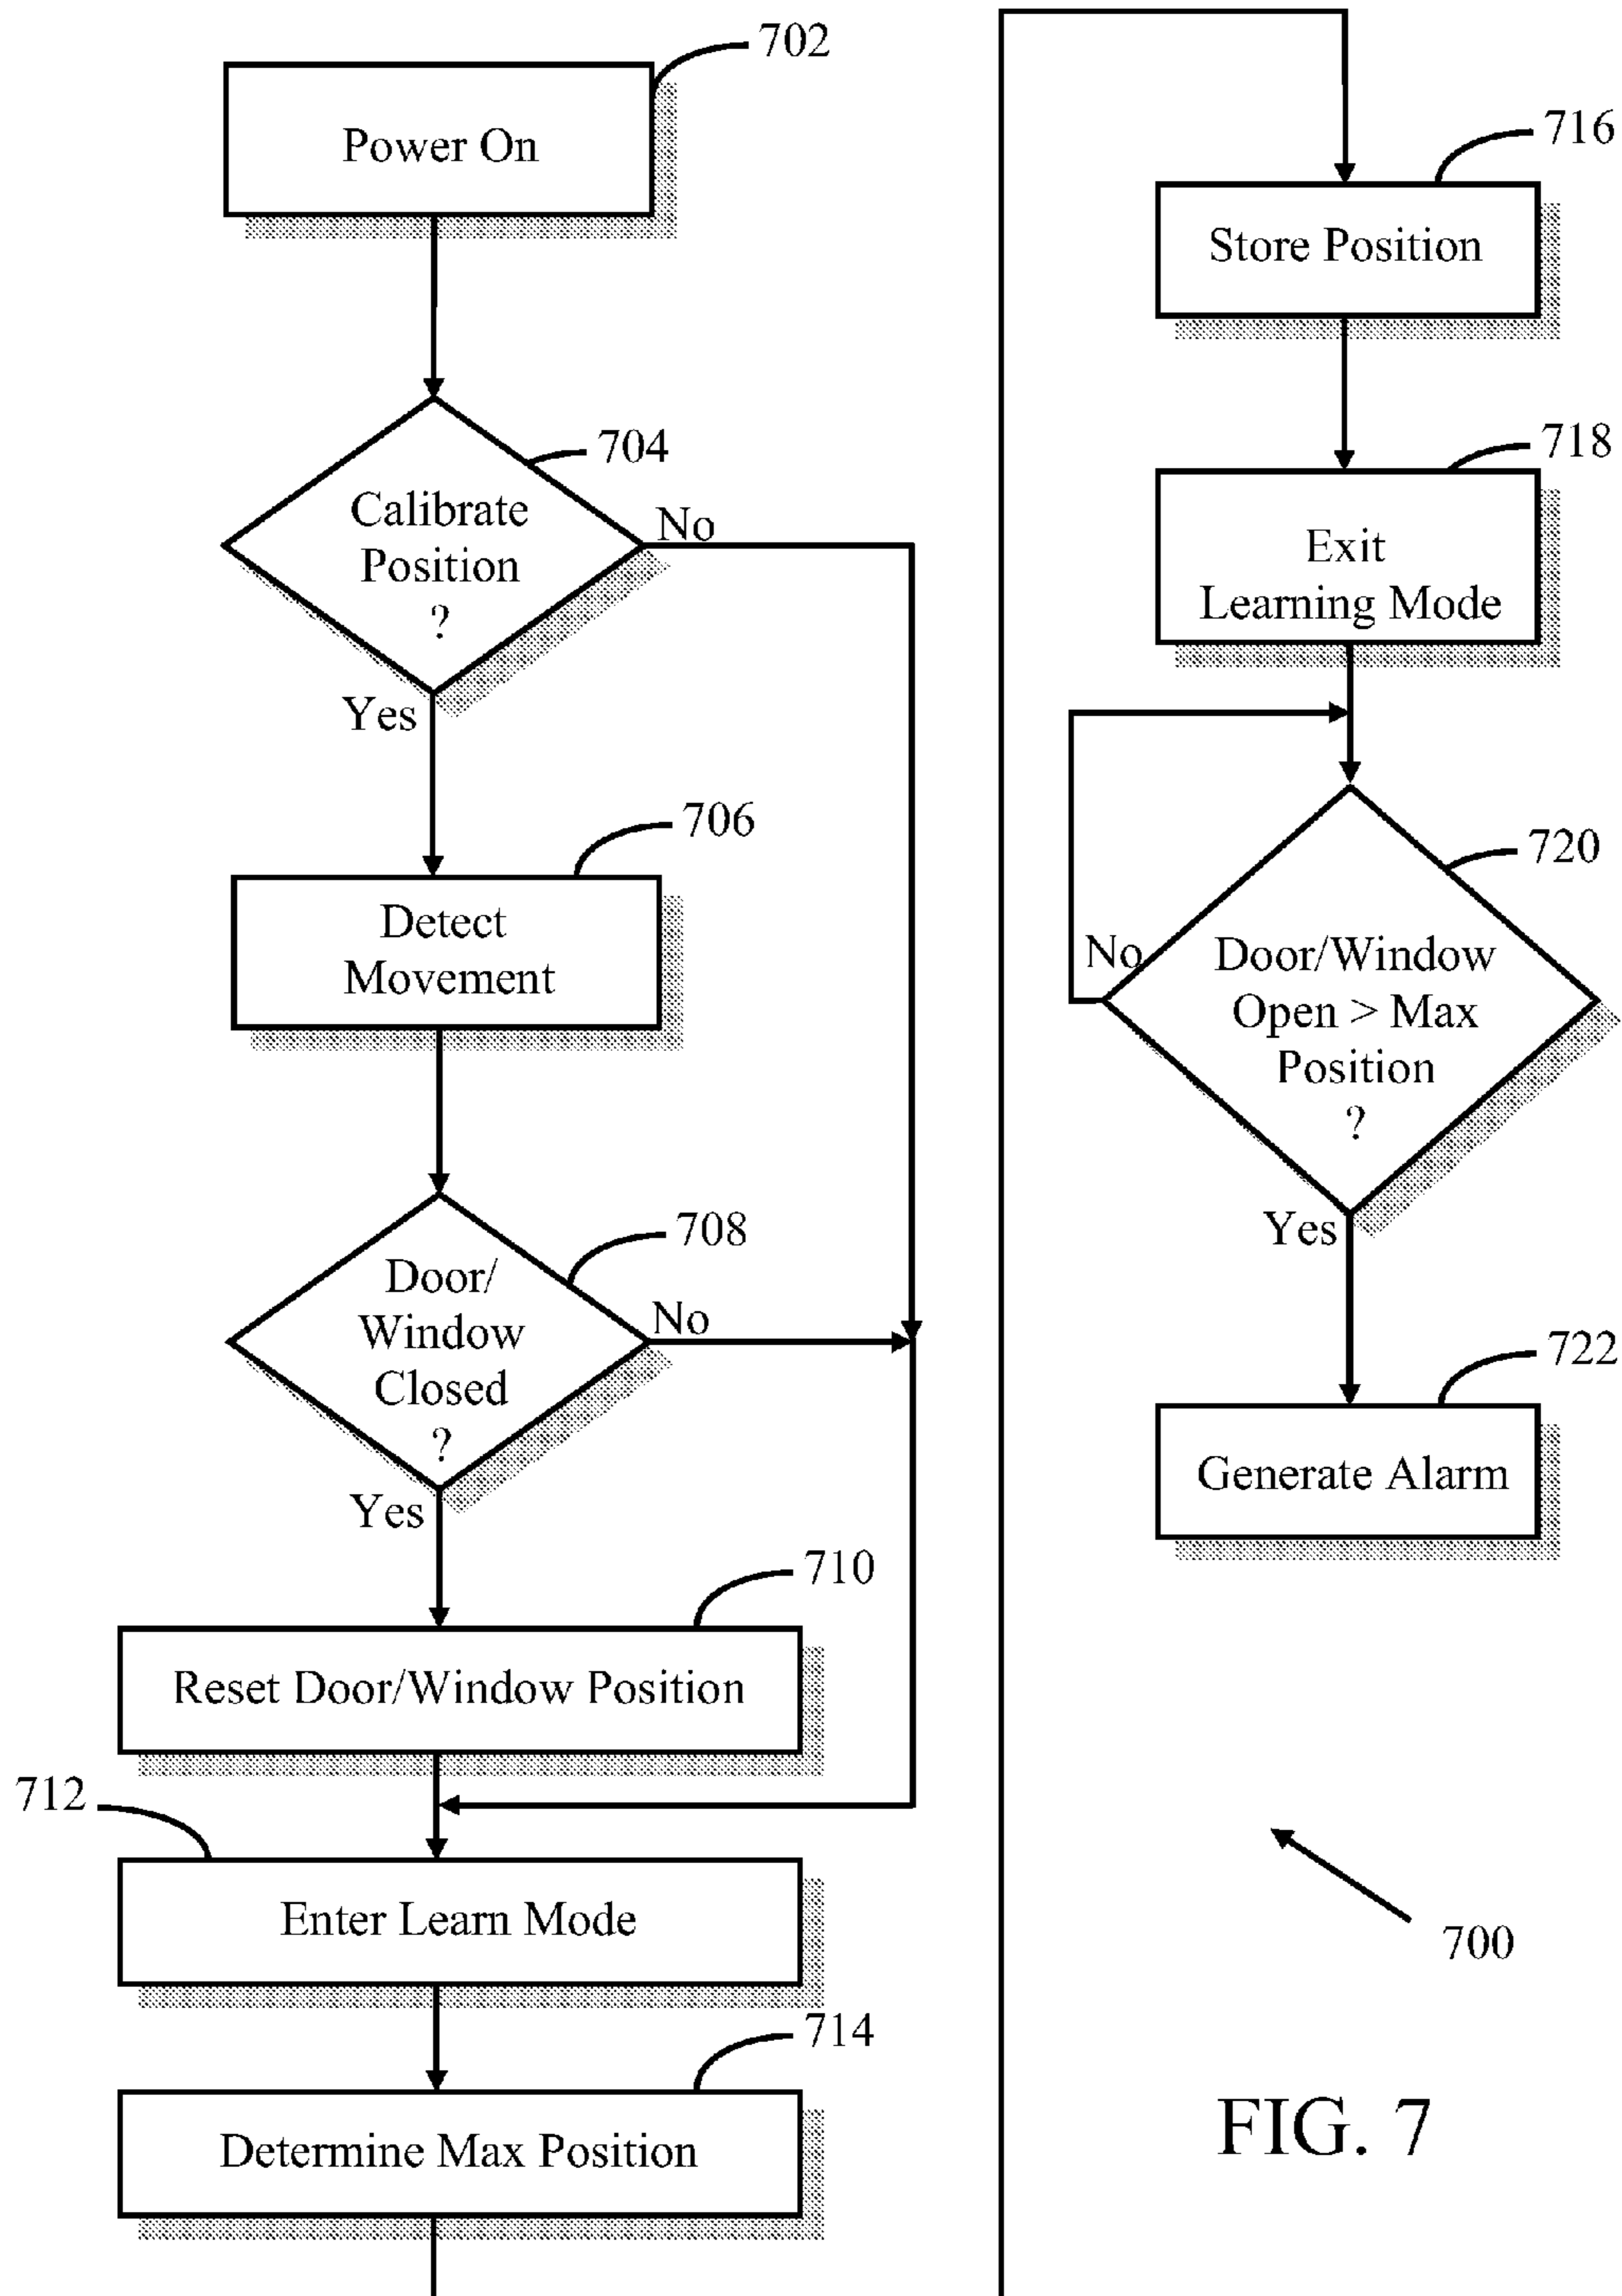 702
Power On
704
Calibrate
Position
?
No
Yes
706
Detect
Movement
708
Door/
Window
Closed
?
No
Yes
710
Reset Door/Window Position
712
Enter Learn Mode
714
Determine Max Position
716
Store Position
718
Exit
Learning Mode
720
Door/Window
Open > Max
Position
?
No
Yes
722
Generate Alarm
700
FIG. 7